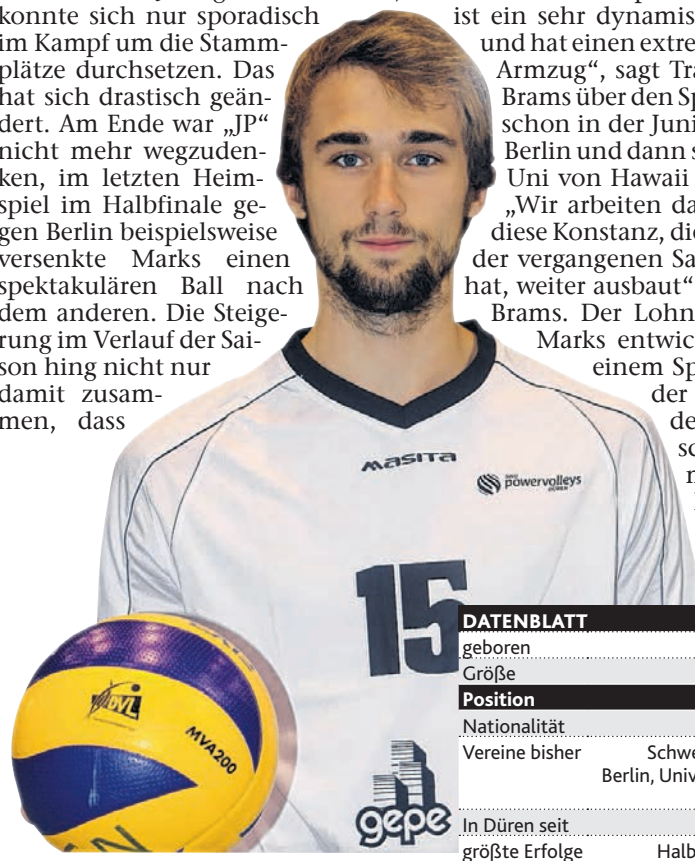 konnte sich nur sporadisch
im Kampf um die Stamm-
plätze durchsetzen. Das
hat sich drastisch geän-
dert. Am Ende war „JP“
nicht mehr wegzuden-
ken, im letzten Heim-
spiel im Halbfinale ge-
gen Berlin beispielsweise
versenkte Marks einen
spektakulären Ball nach
dem anderen. Die Steige-
rung im Verlauf der Sai-
son hing nicht nur
damit zusam-
men, dass
ist ein sehr dynamis
und hat einen extre
Armzug“, sagt Tra
Brams über den Sp
schon in der Juni
Berlin und dann s
Uni von Hawaii
„Wir arbeiten da
diese Konstanz, die
der vergangenen Sa
hat, weiter ausbaut“
Brams. Der Lohn
Marks entwic
einem Sp
der
de
sc
masita
powervolleys
DÜREN
15
gepe
DVL
MVA200
DATENBLATT
geboren
Größe
Position
Nationalität
Vereine bisher Schwe
Berlin, Univ
In Düren seit
größte Erfolge Halb